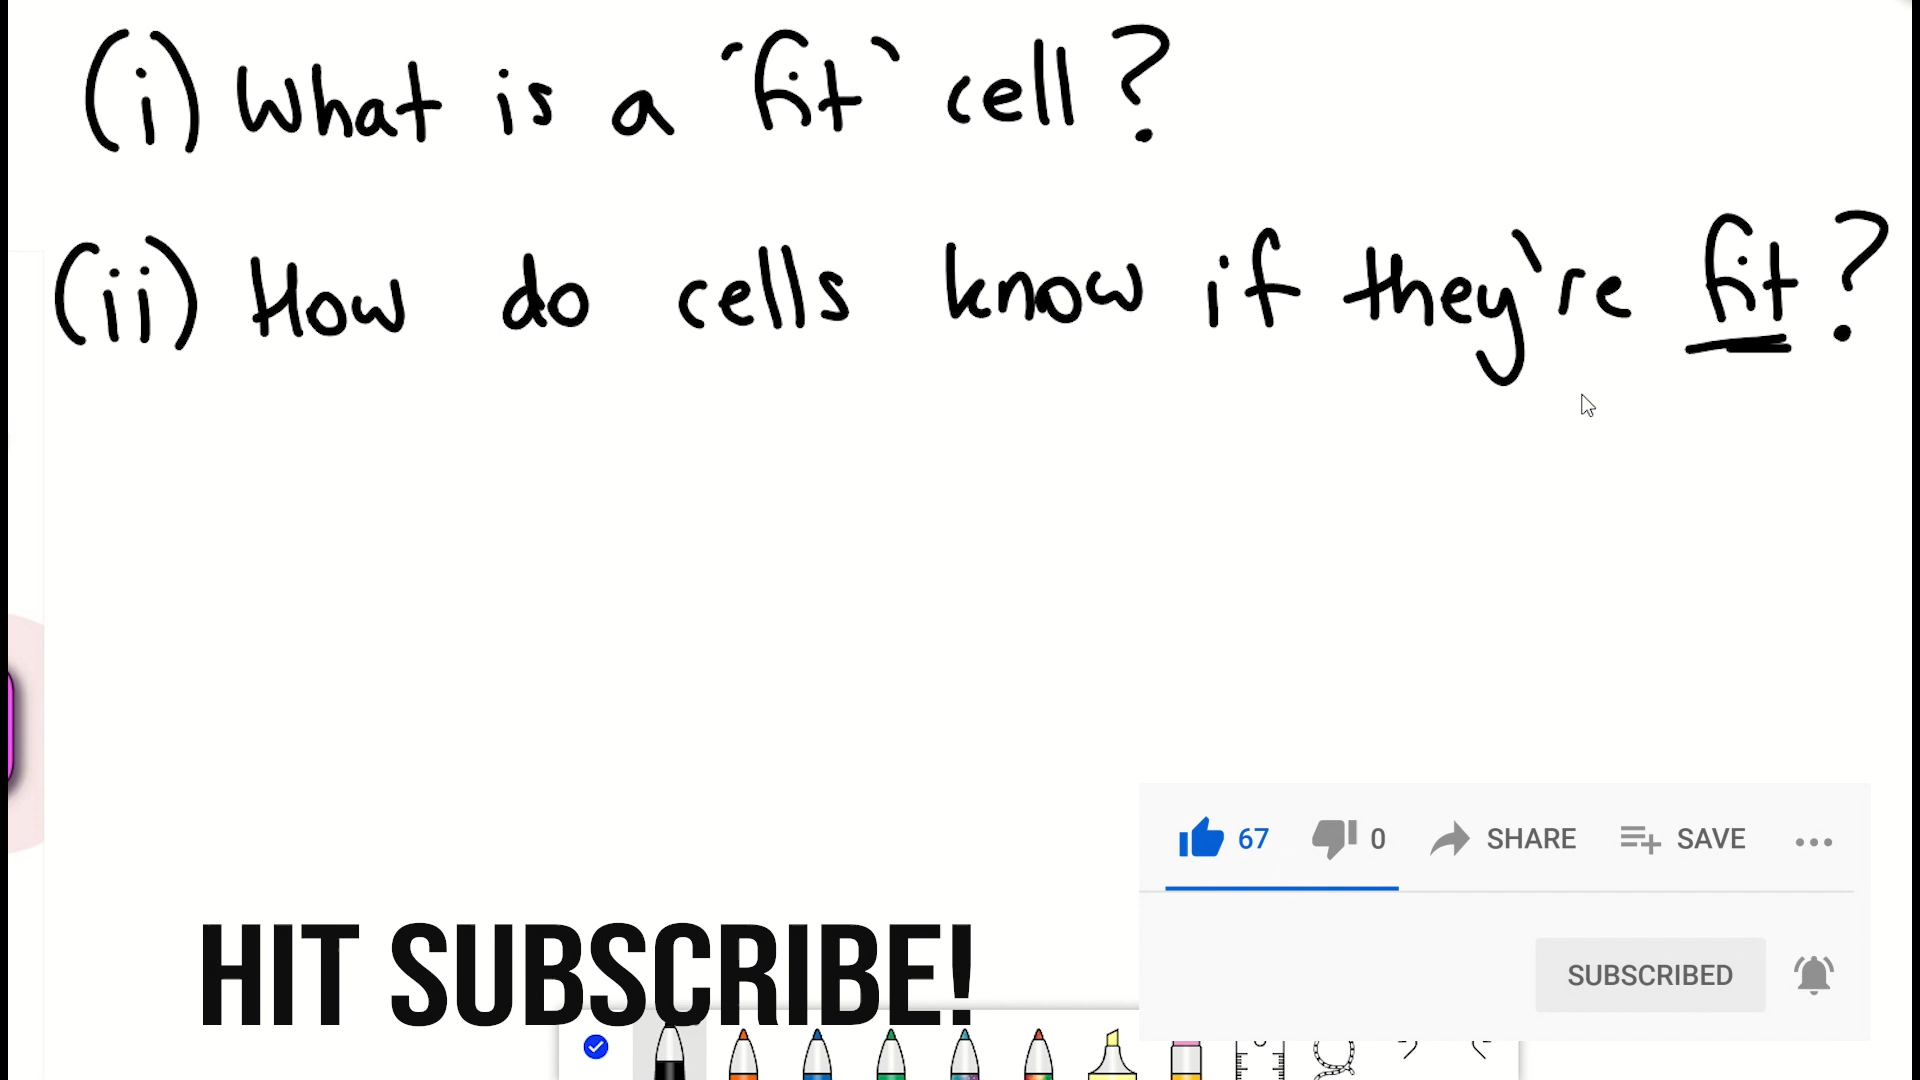 (i) What is a 'fit' cell?
(ii) How do cells know if they're fit?
67 0 SHARE SAVE ...
HIT SUBSCRIBE!
SUBSCRIBED